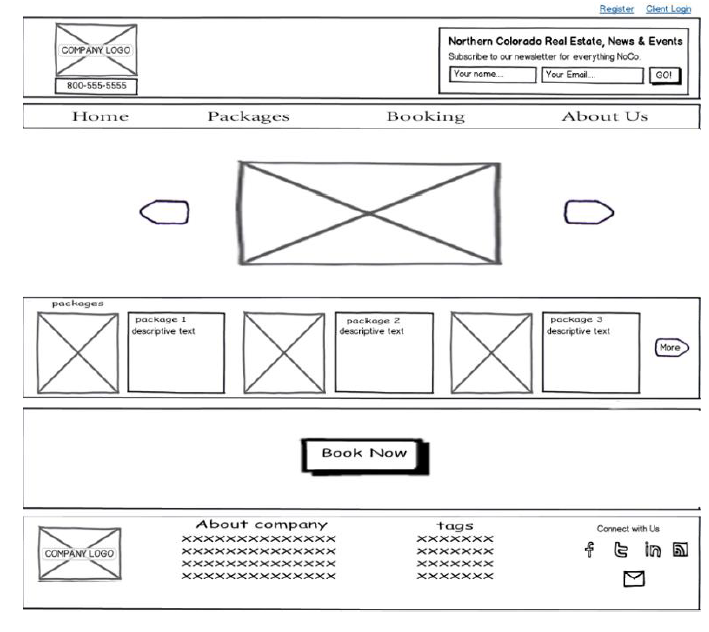 Register Client Login
COMPANY LOGO
800-555-5555
Northern Colorado Real Estate, News & Events
Subscribe to our newsletter for everything NoCo.
Your name... Your Email... GO!
Home Packages Booking About Us
packages
package 1
descriptive text
package 2
descriptive text
package 3
descriptive text
More
Book Now
COMPANY LOGO
About company
XXXXXXXXXXXXXX
XXXXXXXXXXXXXX
XXXXXXXXXXXXXX
XXXXXXXXXXXXXX
tags
XXXXXXX
XXXXXXX
XXXXXXX
XXXXXXX
Connect with Us
f t in